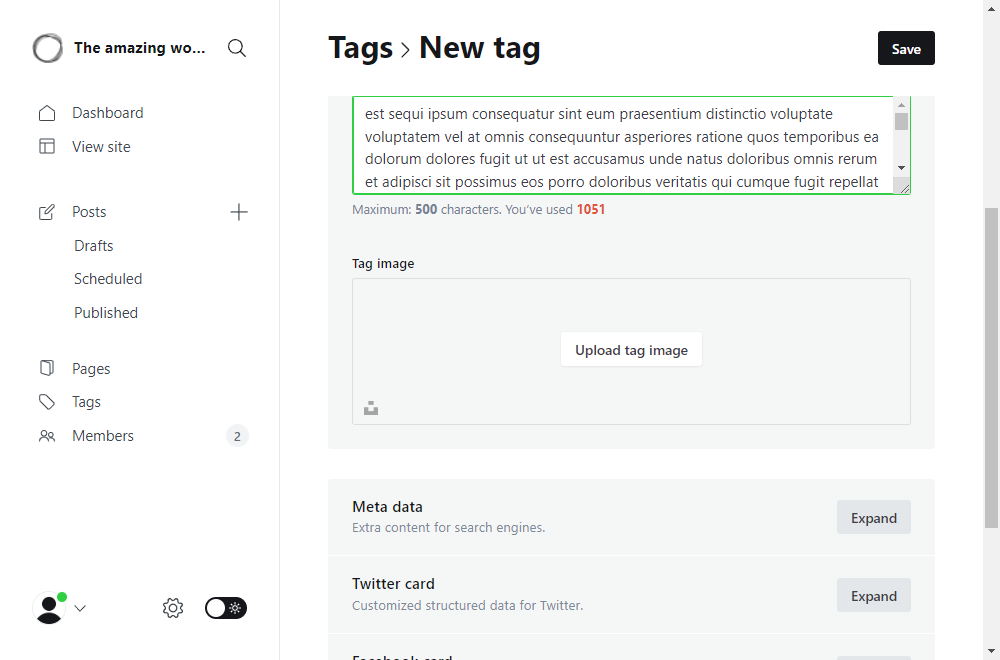 The amazing wo...
Dashboard
View site
Posts
Drafts
Scheduled
Published
Pages
Tags
Members
2
Tags > New tag
Save
est sequi ipsum consequatur sint eum praesentium distinctio voluptate
voluptatem vel at omnis consequuntur asperiores ratione quos temporibus ea
dolorum dolores fugit ut ut est accusamus unde natus doloribus omnis rerum
et adipisci sit possimus eos porro doloribus veritatis qui cumque fugit repellat
Maximum: 500 characters. You’ve used 1051
Tag image
Upload tag image
Meta data
Extra content for search engines.
Expand
Twitter card
Customized structured data for Twitter.
Expand
Facebook card